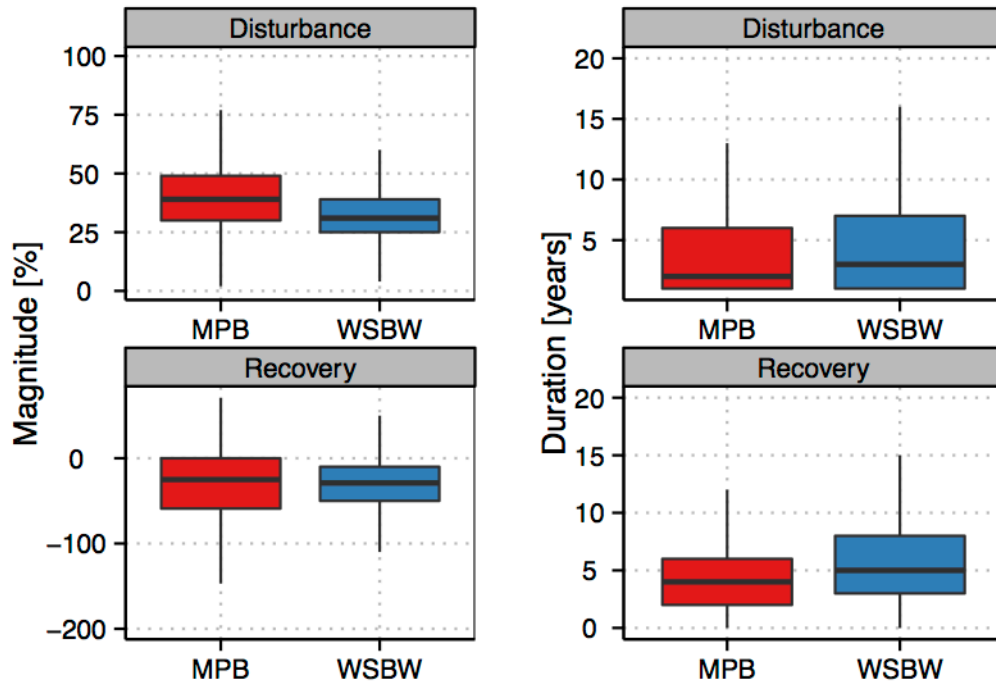 Disturbance
100
75
50
25
0
MPB WSBW
Recovery
0
−100
−200
MPB WSBW
Magnitude [%]
Disturbance
20
15
10
5
MPB WSBW
Recovery
20
15
10
5
0
MPB WSBW
Duration [years]